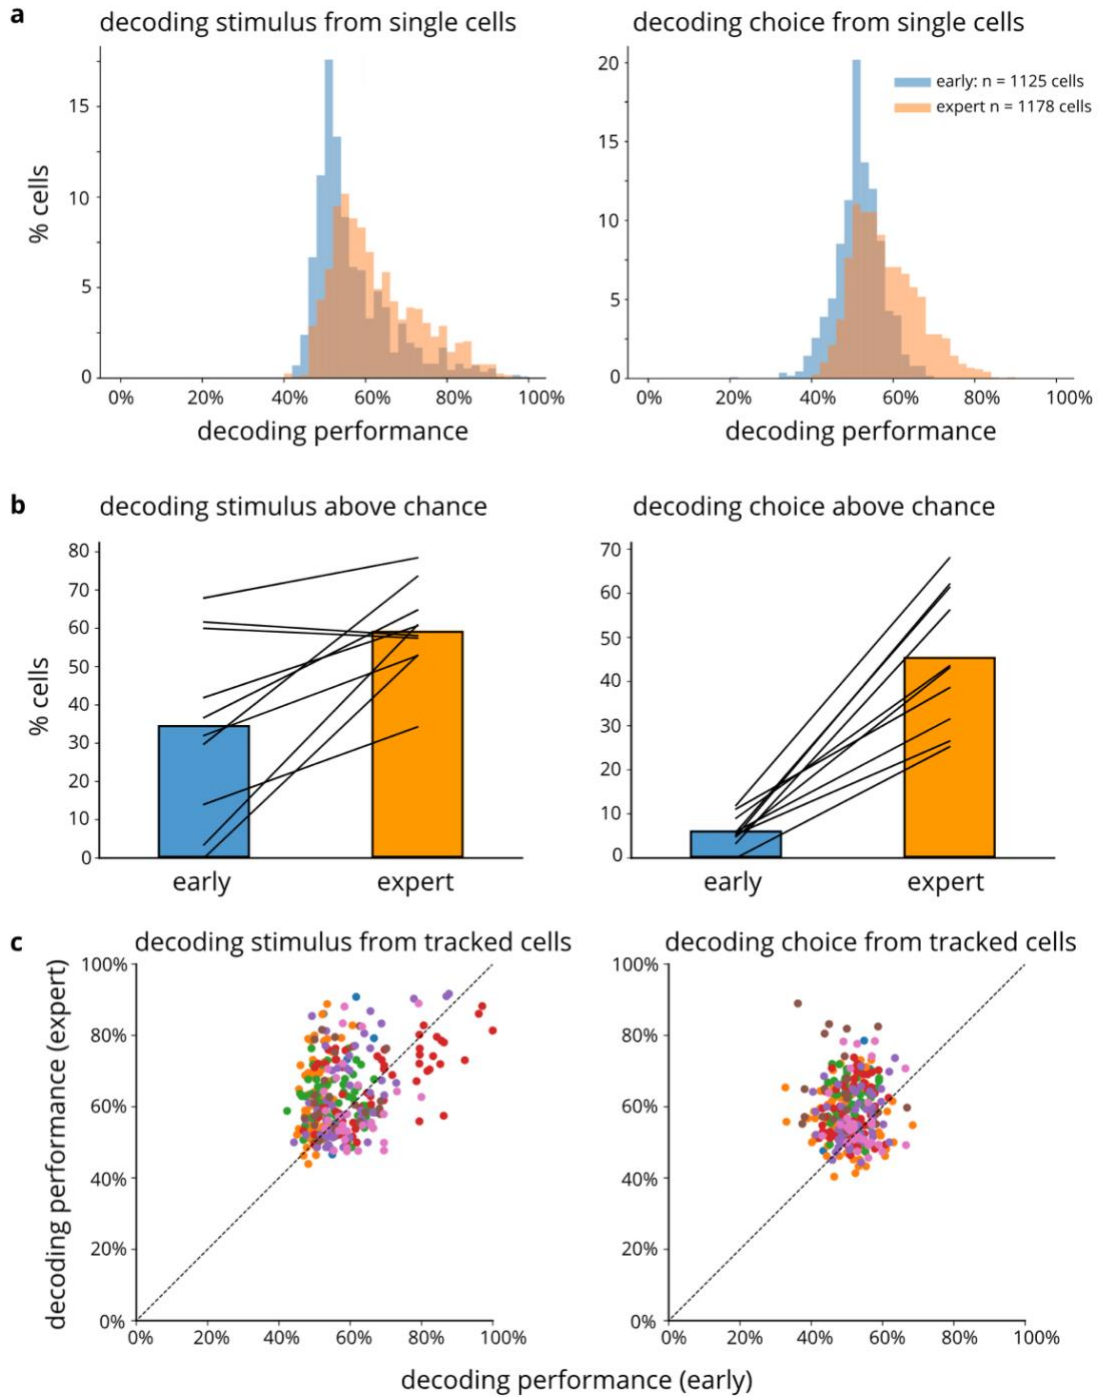 a
decoding stimulus from single cells
decoding choice from single cells
% cells
15
10
5
0
0%
20%
40%
60%
80%
100%
decoding performance
20
15
10
5
0
early: n = 1125 cells
expert n = 1178 cells
0%
20%
40%
60%
80%
100%
decoding performance
b
decoding stimulus above chance
decoding choice above chance
% cells
80
70
60
50
40
30
20
10
0
early
expert
70
60
50
40
30
20
10
0
early
expert
c
decoding stimulus from tracked cells
decoding choice from tracked cells
decoding performance (expert)
100%
80%
60%
40%
20%
0%
0%
20%
40%
60%
80%
100%
100%
80%
60%
40%
20%
0%
0%
20%
40%
60%
80%
100%
decoding performance (early)